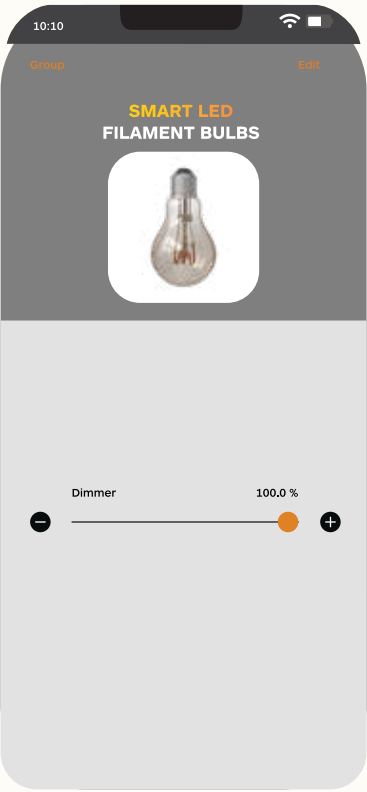 10:10
Group Edit
SMART LED
FILAMENT BULBS
Dimmer 100.0 %